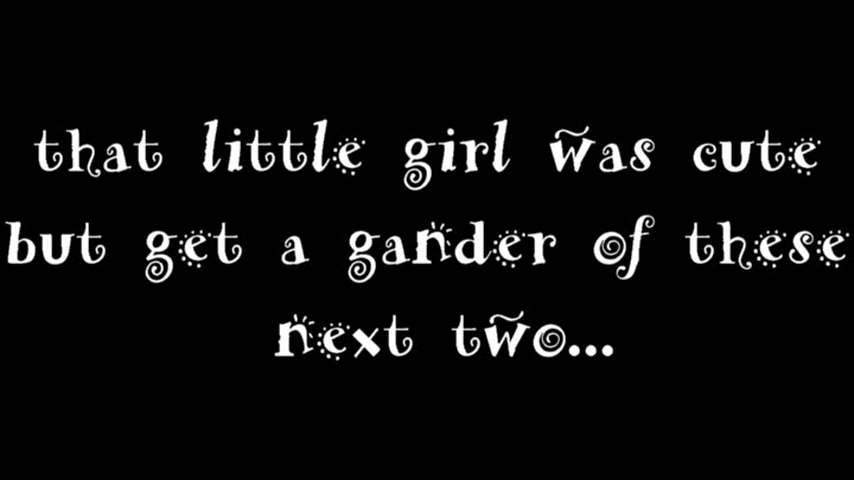 that little girl was cute
but get a gander of these
next two...